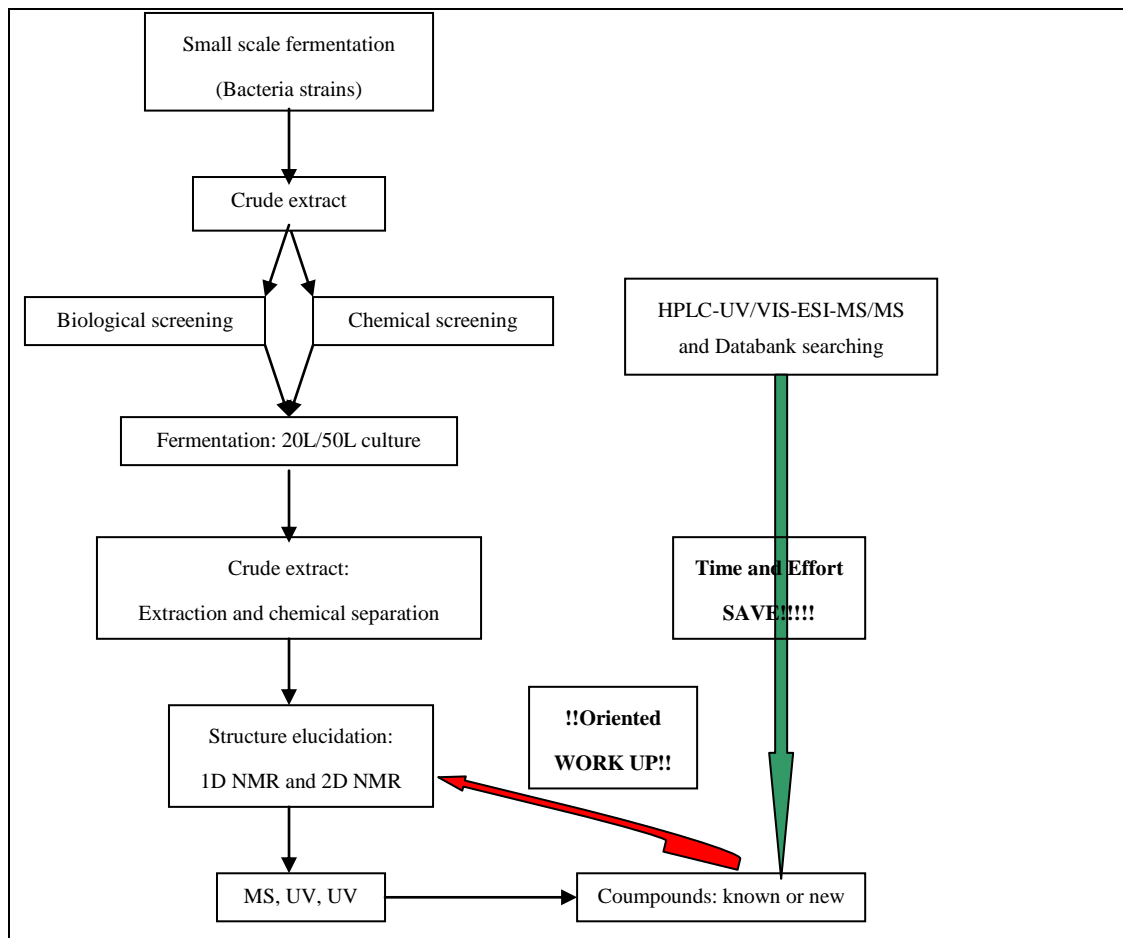 Small scale fermentation
(Bacteria strains)
Crude extract
Biological screening
Chemical screening
HPLC-UV/VIS-ESI-MS/MS
and Databank searching
Fermentation: 20L/50L culture
Crude extract:
Extraction and chemical separation
Time and Effort
SAVE!!!!!
!!Oriented
WORK UP!!
Structure elucidation:
1D NMR and 2D NMR
MS, UV, UV
Coumpounds: known or new